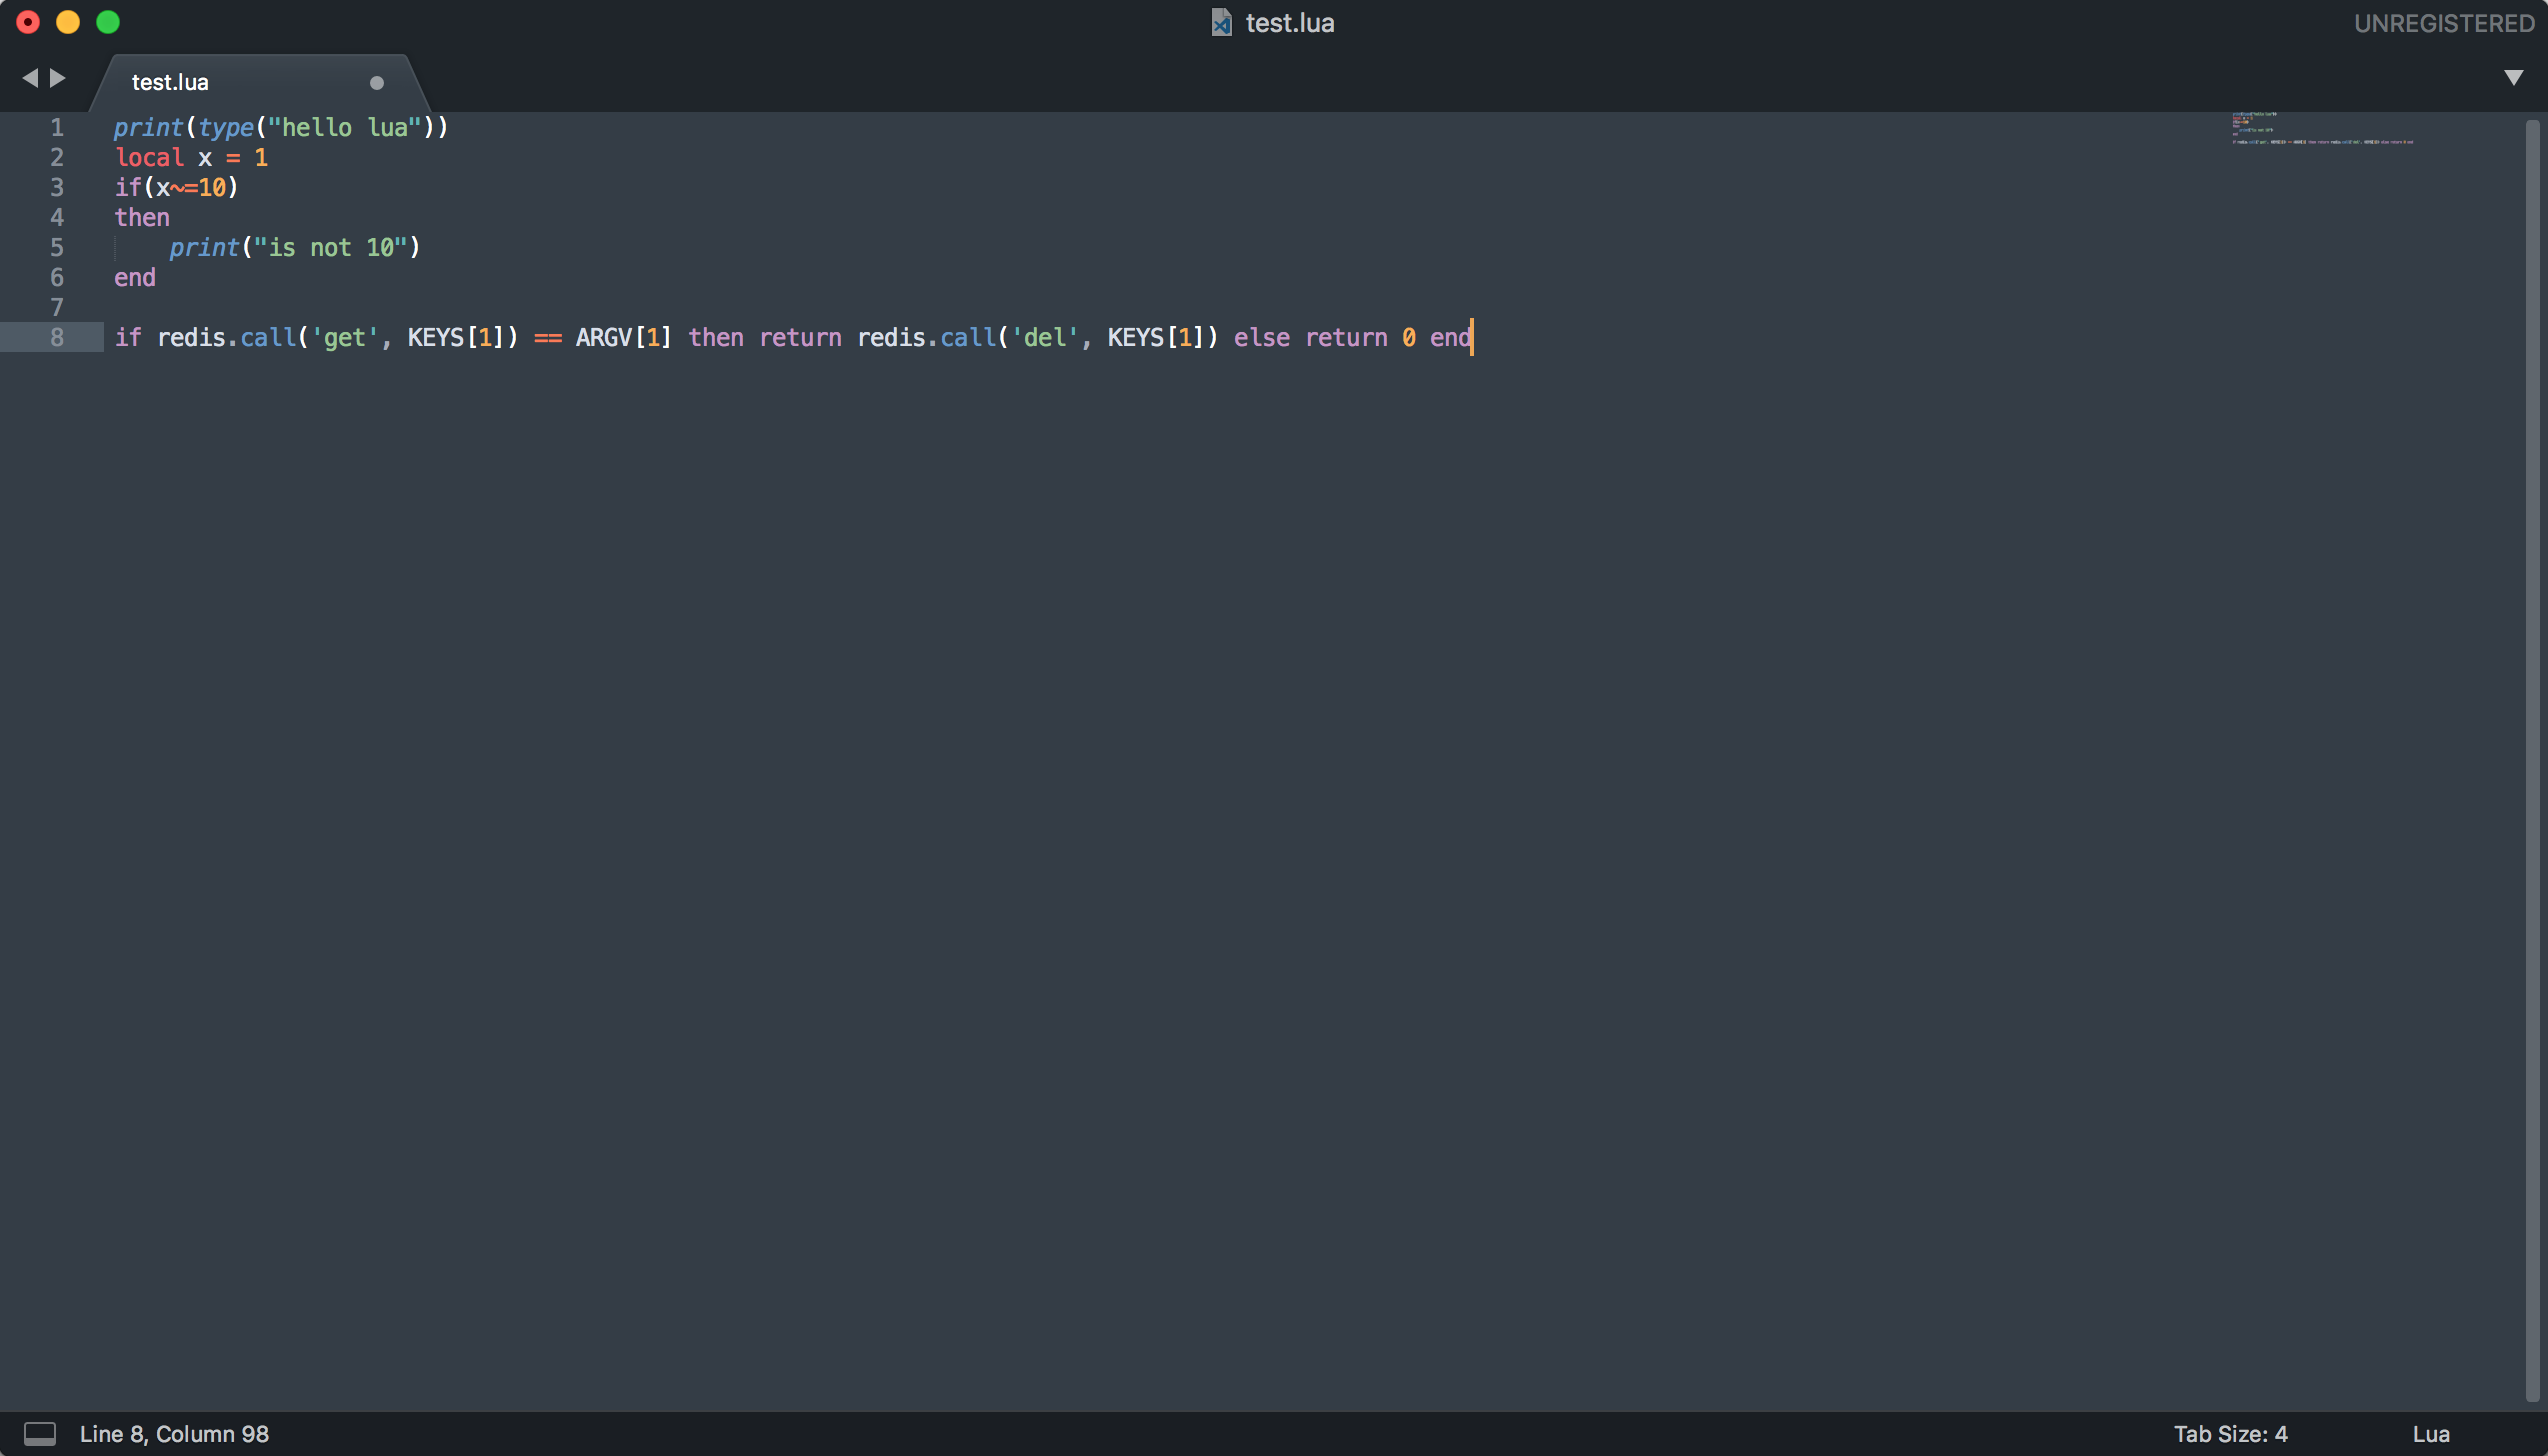 test.lua
UNREGISTERED
test.lua
1 print(type("hello lua"))
2 local x = 1
3 if(x~=10)
4 then
5     print("is not 10")
6 end
7
8 if redis.call('get', KEYS[1]) == ARGV[1] then return redis.call('del', KEYS[1]) else return 0 end
Line 8, Column 98
Tab Size: 4
Lua